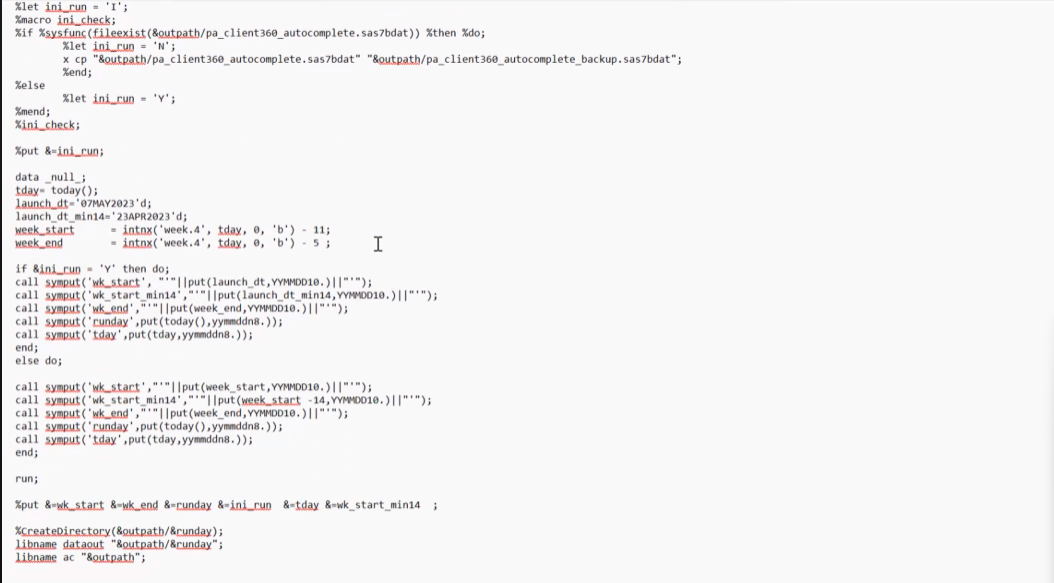 %let ini_run = 'I';
%macro ini_check;
%if %sysfunc(fileexist(&outpath/pa_client360_autocomplete.sas7bdat)) %then %do;
%let ini_run = 'N';
x cp "&outpath/pa_client360_autocomplete.sas7bdat" "&outpath/pa_client360_autocomplete_backup.sas7bdat";
%end;
%else
%let ini_run = 'Y';
%mend;
%ini_check;
%put &=ini_run;
data _null_;
tday= today();
launch_dt='07MAY2023'd;
launch_dt_min14='23APR2023'd;
week_start = intnx('week.4', tday, 0, 'b') - 11;
week_end = intnx('week.4', tday, 0, 'b') - 5 ;
if &ini_run = 'Y' then do;
call symput('wk_start', "'"||put(launch_dt,YYMMDD10.)||"'");
call symput('wk_start_min14',"'"||put(launch_dt_min14,YYMMDD10.)||"'");
call symput('wk_end',"'"||put(week_end,YYMMDD10.)||"'");
call symput('runday',put(today(),yymmddn8.));
call symput('tday',put(tday,yymmddn8.));
end;
else do;
call symput('wk_start',"'"||put(week_start,YYMMDD10.)||"'");
call symput('wk_start_min14',"'"||put(week_start -14,YYMMDD10.)||"'");
call symput('wk_end',"'"||put(week_end,YYMMDD10.)||"'");
call symput('runday',put(today(),yymmddn8.));
call symput('tday',put(tday,yymmddn8.));
end;
run;
%put &=wk_start &=wk_end &=runday &=ini_run &=tday &=wk_start_min14 ;
%CreateDirectory(&outpath/&runday);
libname dataout "&outpath/&runday";
libname ac "&outpath";